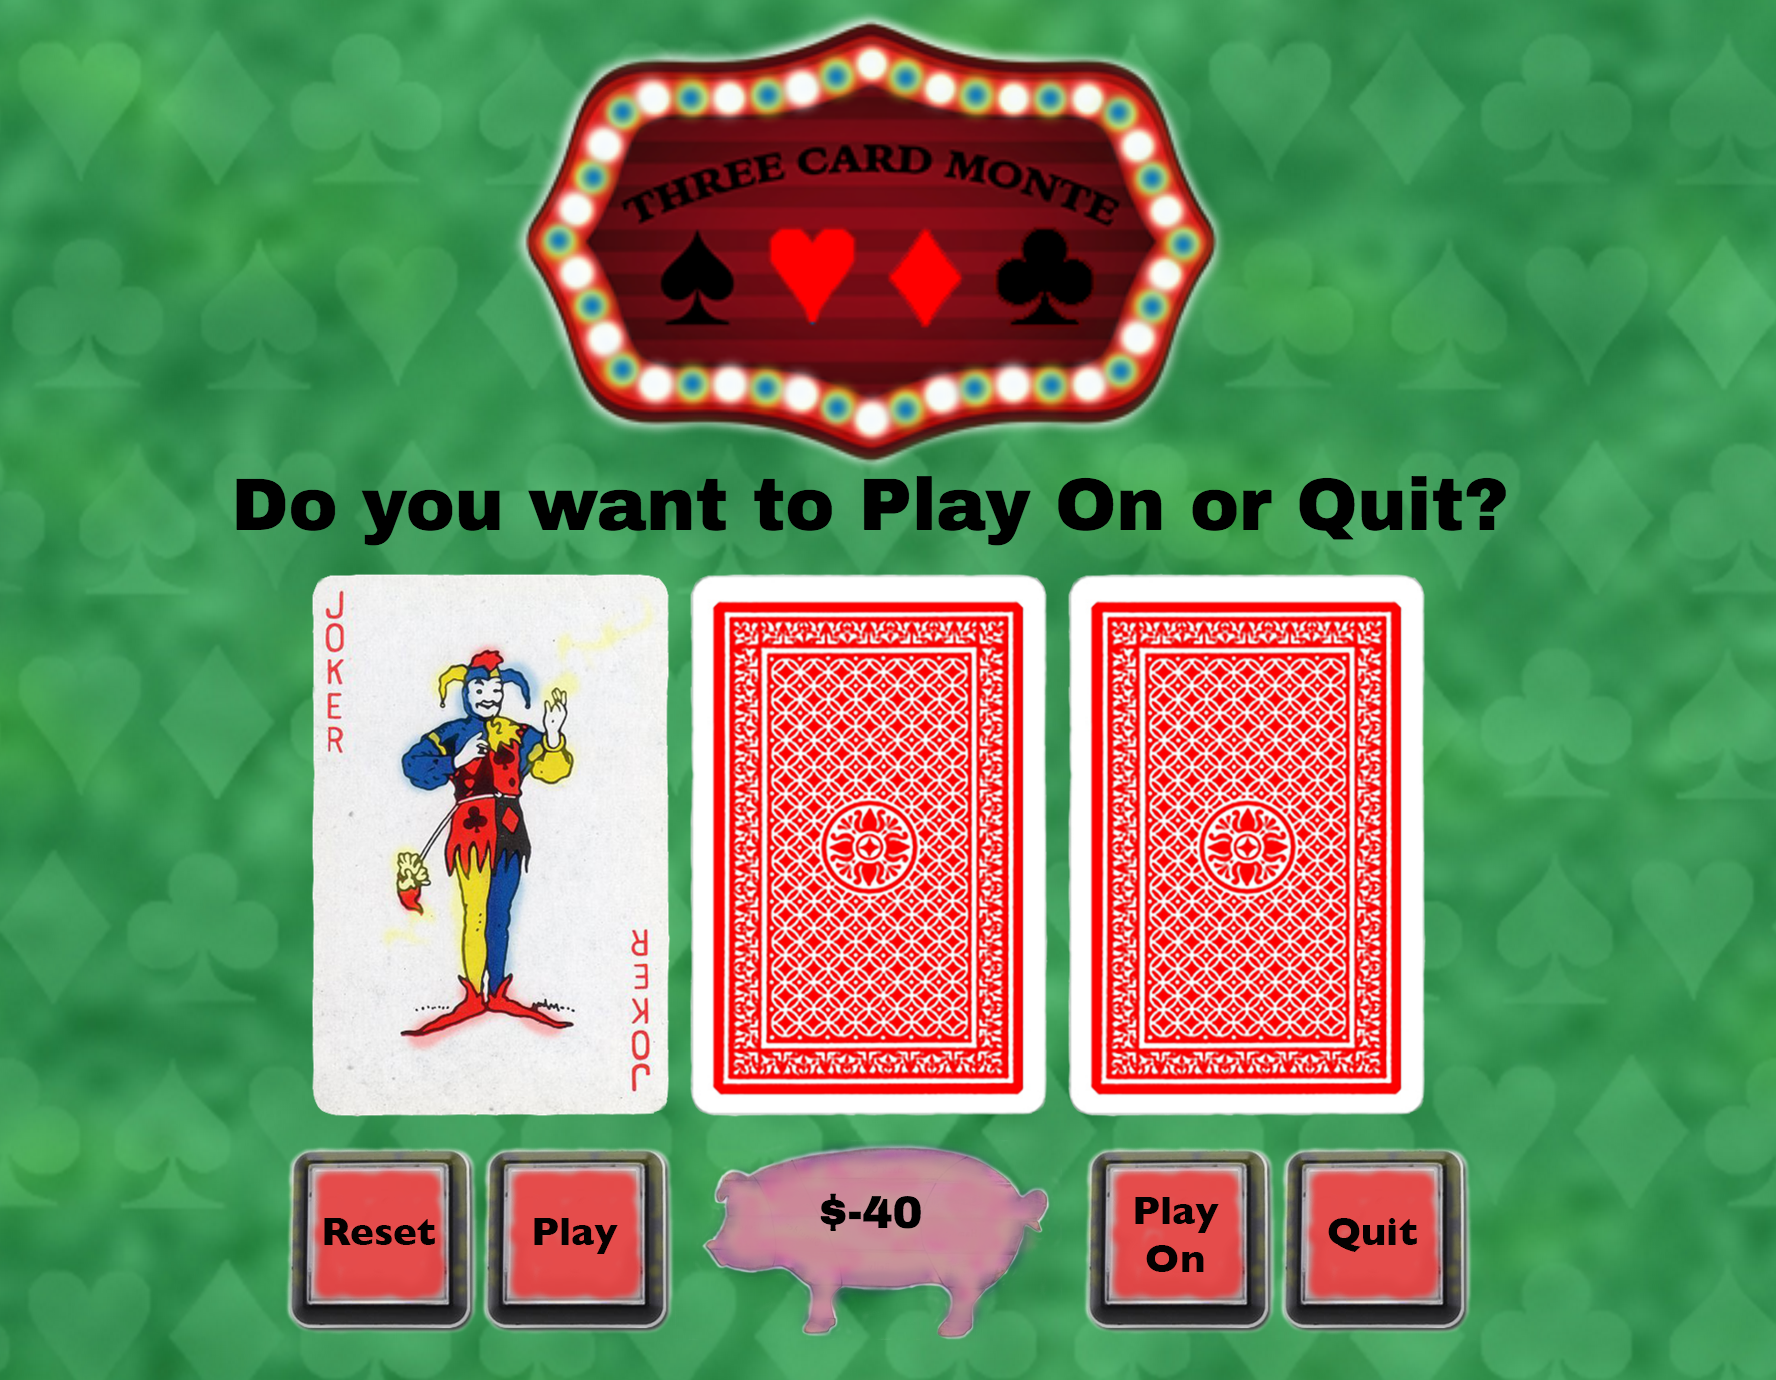 THREE CARD MONTE
Do you want to Play On or Quit?
JOKER
JOKER
Reset
Play
$-40
Play
On
Quit